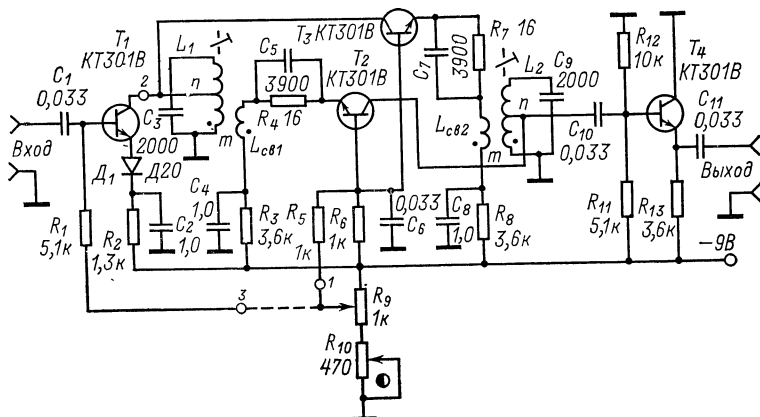 T₁
КТ301В
L₁
C₅
3900
T₃ КТ301В
T₂
КТ301В
R₇ 16
3900
C₇
L₂
C₉
2000
R₁₂
10к
T₄
КТ301В
C₁
0,033
2
n
C₃
2000
m
R₄ 16
Lсв1
Lсв2
n
m
C₁₀
0,033
C₁₁
0,033
Вход
Выход
Д₁
Д20
R₁
5,1к
R₂
1,3к
C₂
1,0
C₄
1,0
R₃
3,6к
R₅
1к
R₆
1к
0,033
C₆
C₈
1,0
R₈
3,6к
R₁₁
5,1к
R₁₃
3,6к
−9В
3
1
R₉
1к
R₁₀
470